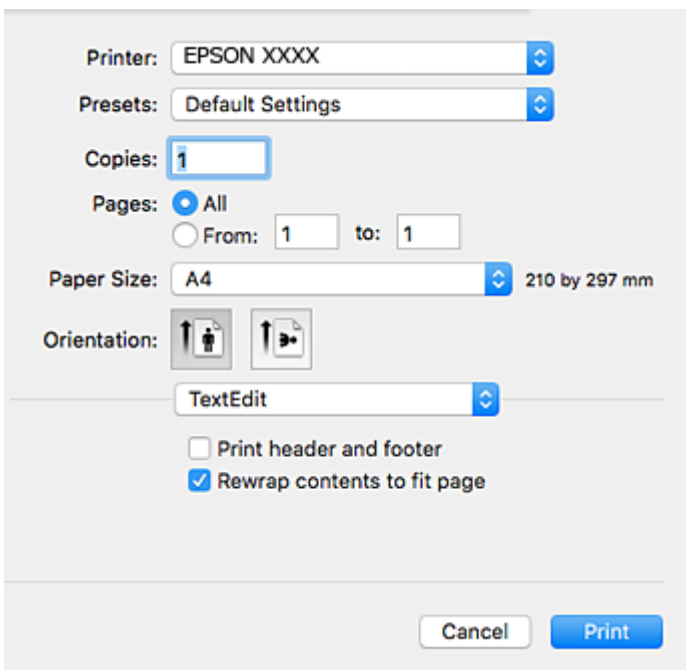 Printer: EPSON XXXX
Presets: Default Settings
Copies: 1
Pages: All
From: 1 to: 1
Paper Size: A4 210 by 297 mm
Orientation:
TextEdit
Print header and footer
Rewrap contents to fit page
Cancel Print